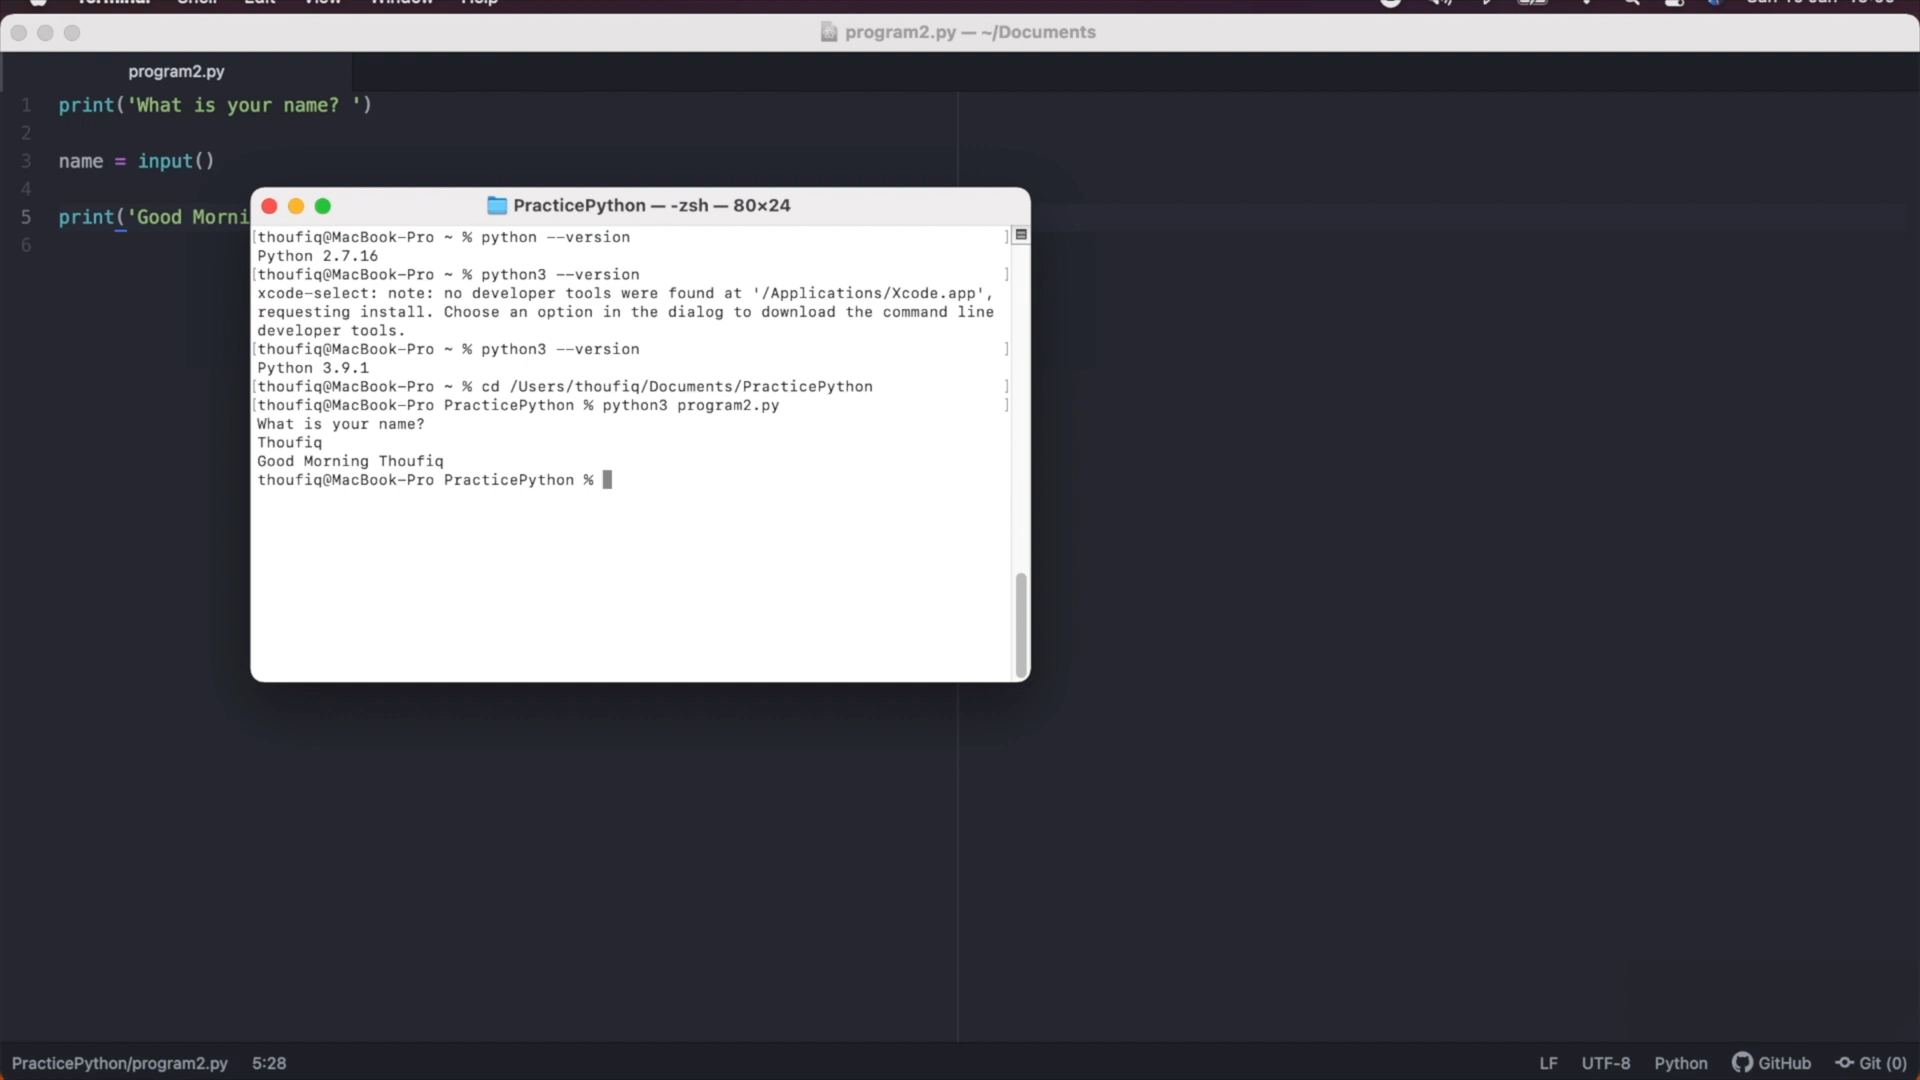 Terminal Shell Edit View Window Help
program2.py — ~/Documents
program2.py
1 print('What is your name? ')
2
3 name = input()
4
5 print('Good Morni
6
PracticePython — -zsh — 80×24
[thoufiq@MacBook-Pro ~ % python --version ]
Python 2.7.16
[thoufiq@MacBook-Pro ~ % python3 --version ]
xcode-select: note: no developer tools were found at '/Applications/Xcode.app',
requesting install. Choose an option in the dialog to download the command line
developer tools.
[thoufiq@MacBook-Pro ~ % python3 --version ]
Python 3.9.1
[thoufiq@MacBook-Pro ~ % cd /Users/thoufiq/Documents/PracticePython ]
[thoufiq@MacBook-Pro PracticePython % python3 program2.py ]
What is your name?
Thoufiq
Good Morning Thoufiq
thoufiq@MacBook-Pro PracticePython %
PracticePython/program2.py 5:28 LF UTF-8 Python GitHub Git (0)